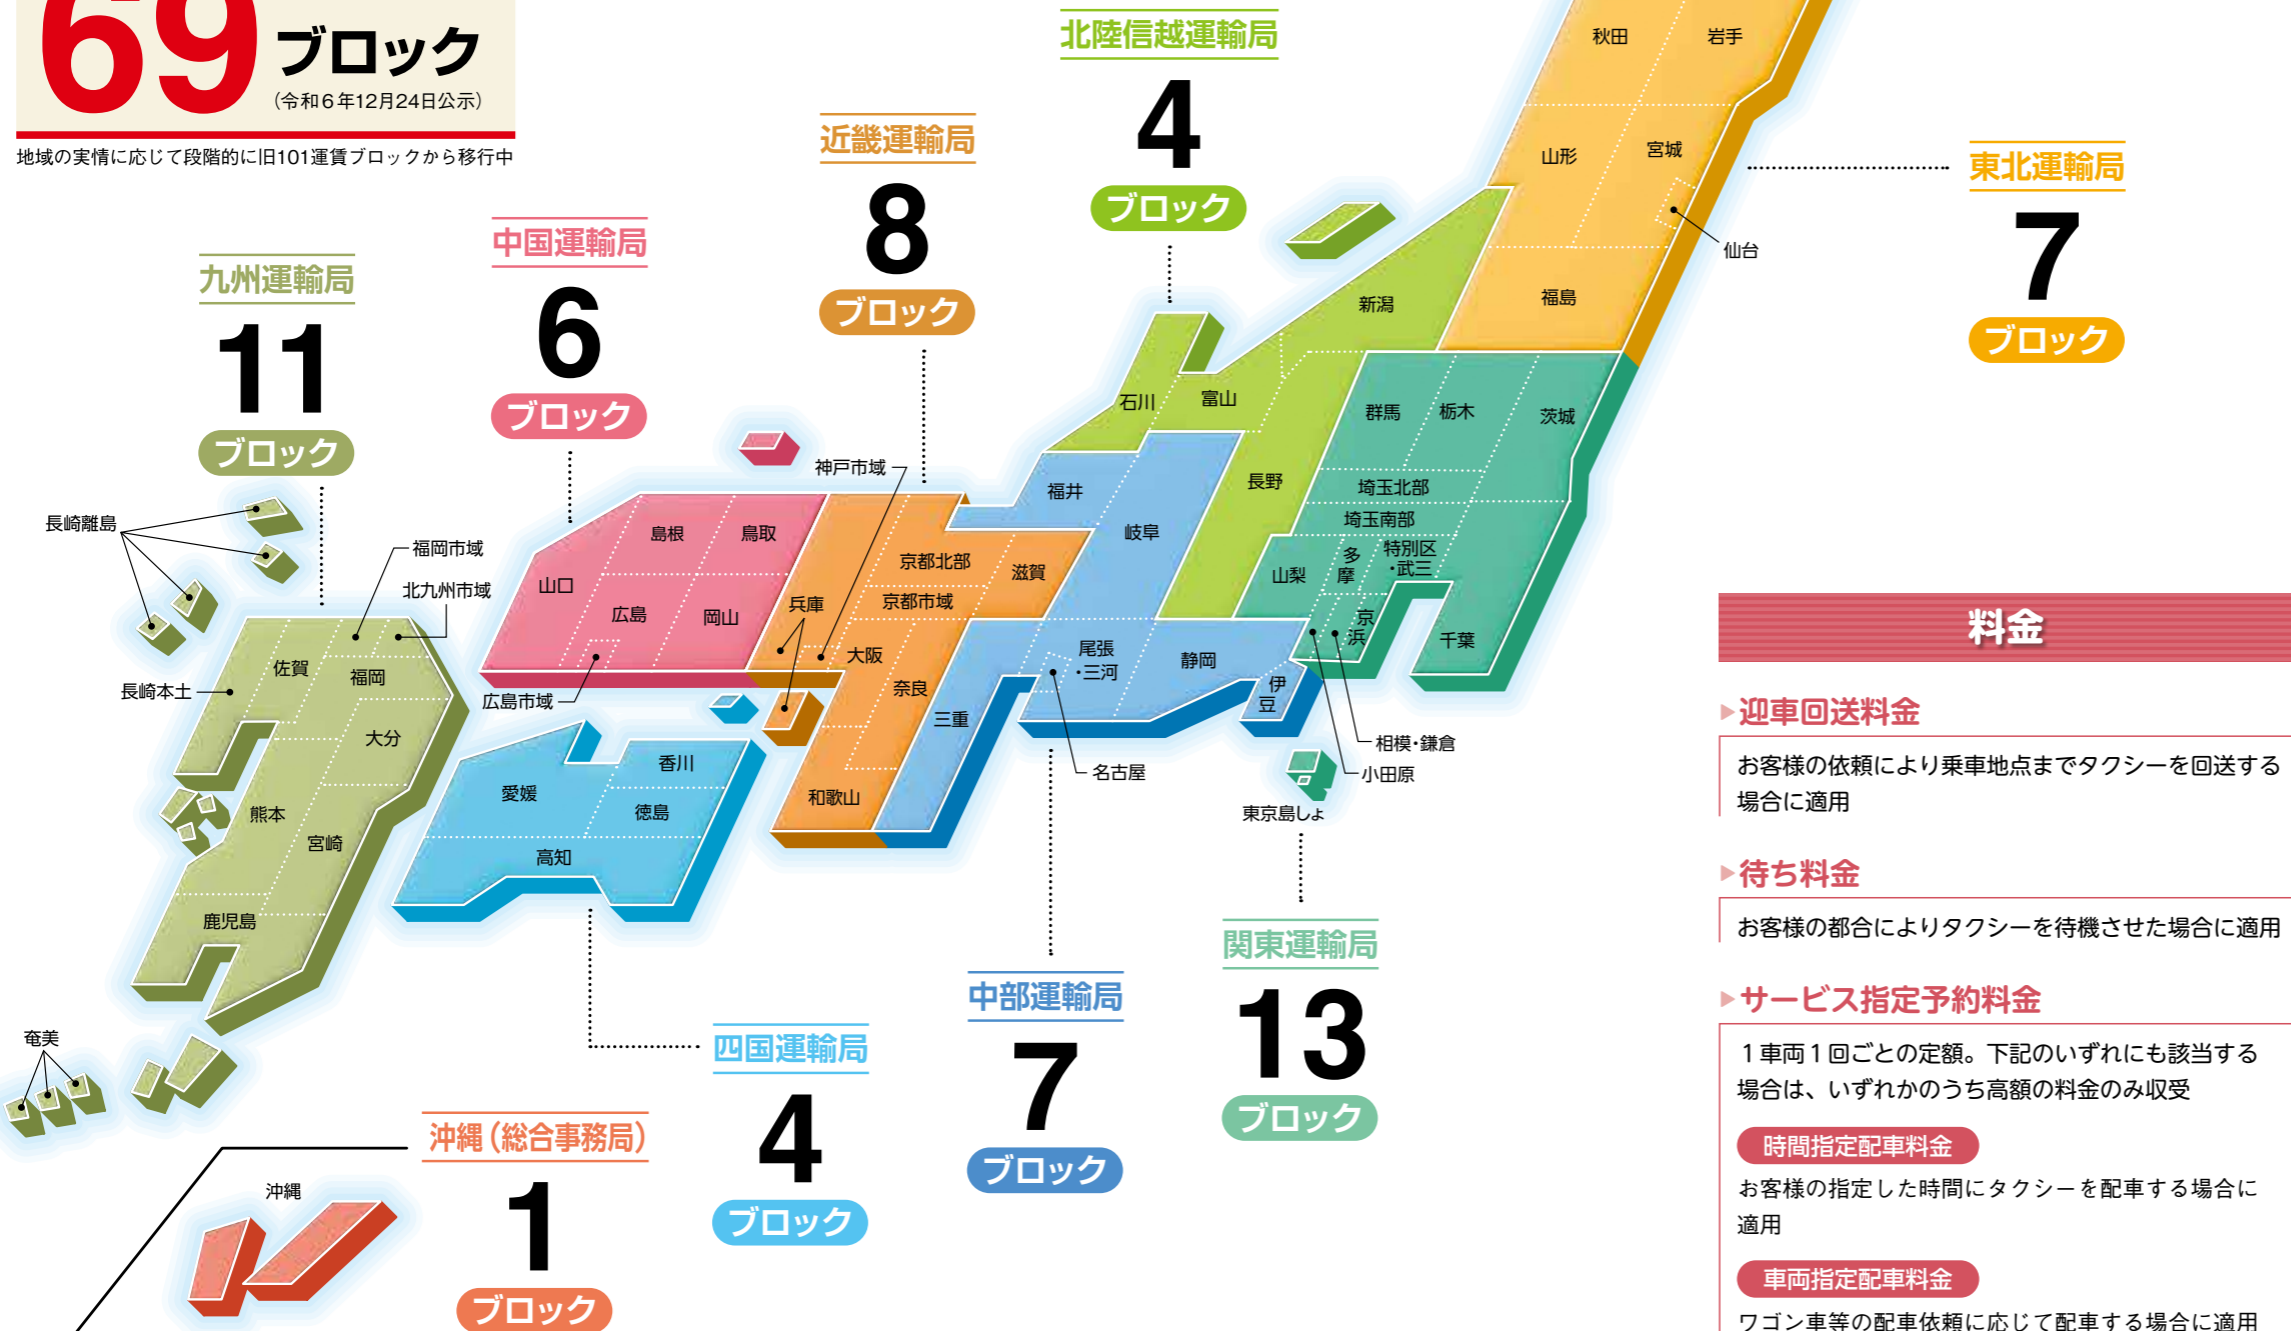 69 ブロック
（令和6年12月24日公示）
地域の実情に応じて段階的に旧101運賃ブロックから移行中
北陸信越運輸局
4
ブロック
近畿運輸局
8
ブロック
中国運輸局
6
ブロック
九州運輸局
11
ブロック
東北運輸局
7
ブロック
秋田
岩手
山形
宮城
仙台
福島
新潟
石川
富山
長野
群馬
栃木
茨城
埼玉北部
埼玉南部
山梨
多摩
特別区・武三
京浜
千葉
相模・鎌倉
小田原
東京島しょ
福井
岐阜
尾張・三河
静岡
伊豆
三重
名古屋
神戸市域
京都北部
滋賀
京都市域
兵庫
大阪
奈良
和歌山
島根
鳥取
山口
広島
岡山
広島市域
香川
愛媛
徳島
高知
長崎離島
福岡市域
北九州市域
佐賀
福岡
長崎本土
大分
熊本
宮崎
鹿児島
奄美
沖縄
沖縄（総合事務局）
1
ブロック
四国運輸局
4
ブロック
中部運輸局
7
ブロック
関東運輸局
13
ブロック
料金
▶迎車回送料金
お客様の依頼により乗車地点までタクシーを回送する
場合に適用
▶待ち料金
お客様の都合によりタクシーを待機させた場合に適用
▶サービス指定予約料金
１車両１回ごとの定額。下記のいずれにも該当する
場合は、いずれかのうち高額の料金のみ収受
時間指定配車料金
お客様の指定した時間にタクシーを配車する場合に
適用
車両指定配車料金
ワゴン車等の配車依頼に応じて配車する場合に適用